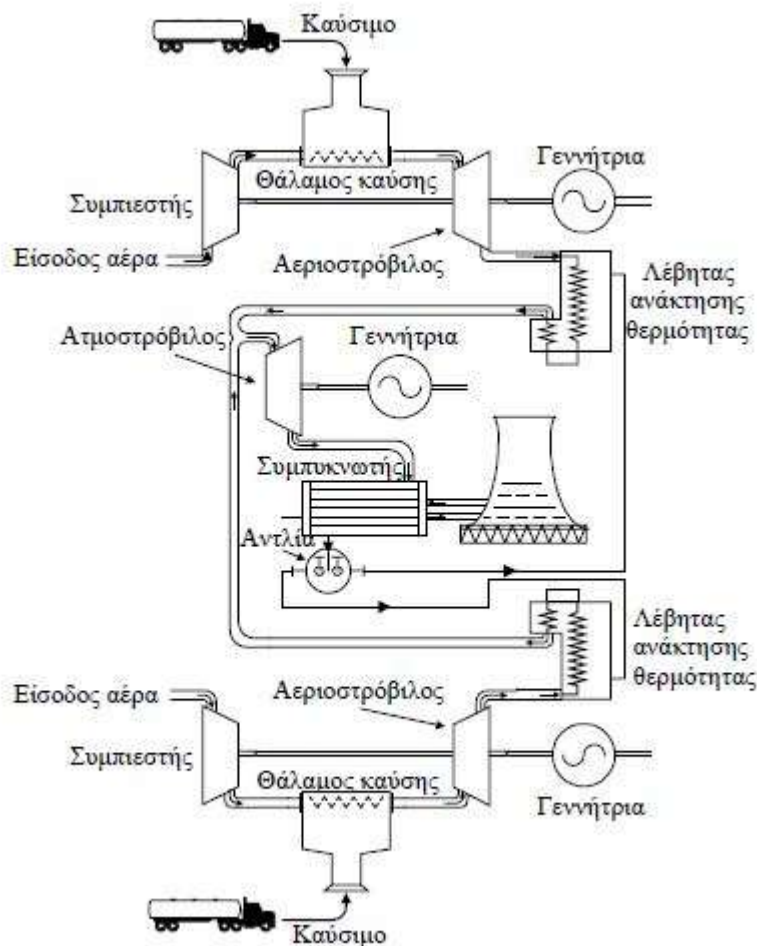 Καύσιμο
Γεννήτρια
Θάλαμος καύσης
Συμπιεστής
Είσοδος αέρα
Αεριοστρόβιλος
Λέβητας
ανάκτησης
θερμότητας
Ατμοστρόβιλος
Γεννήτρια
Συμπυκνωτής
Αντλία
Λέβητας
ανάκτησης
θερμότητας
Είσοδος αέρα
Αεριοστρόβιλος
Συμπιεστής
Θάλαμος καύσης
Γεννήτρια
Καύσιμο